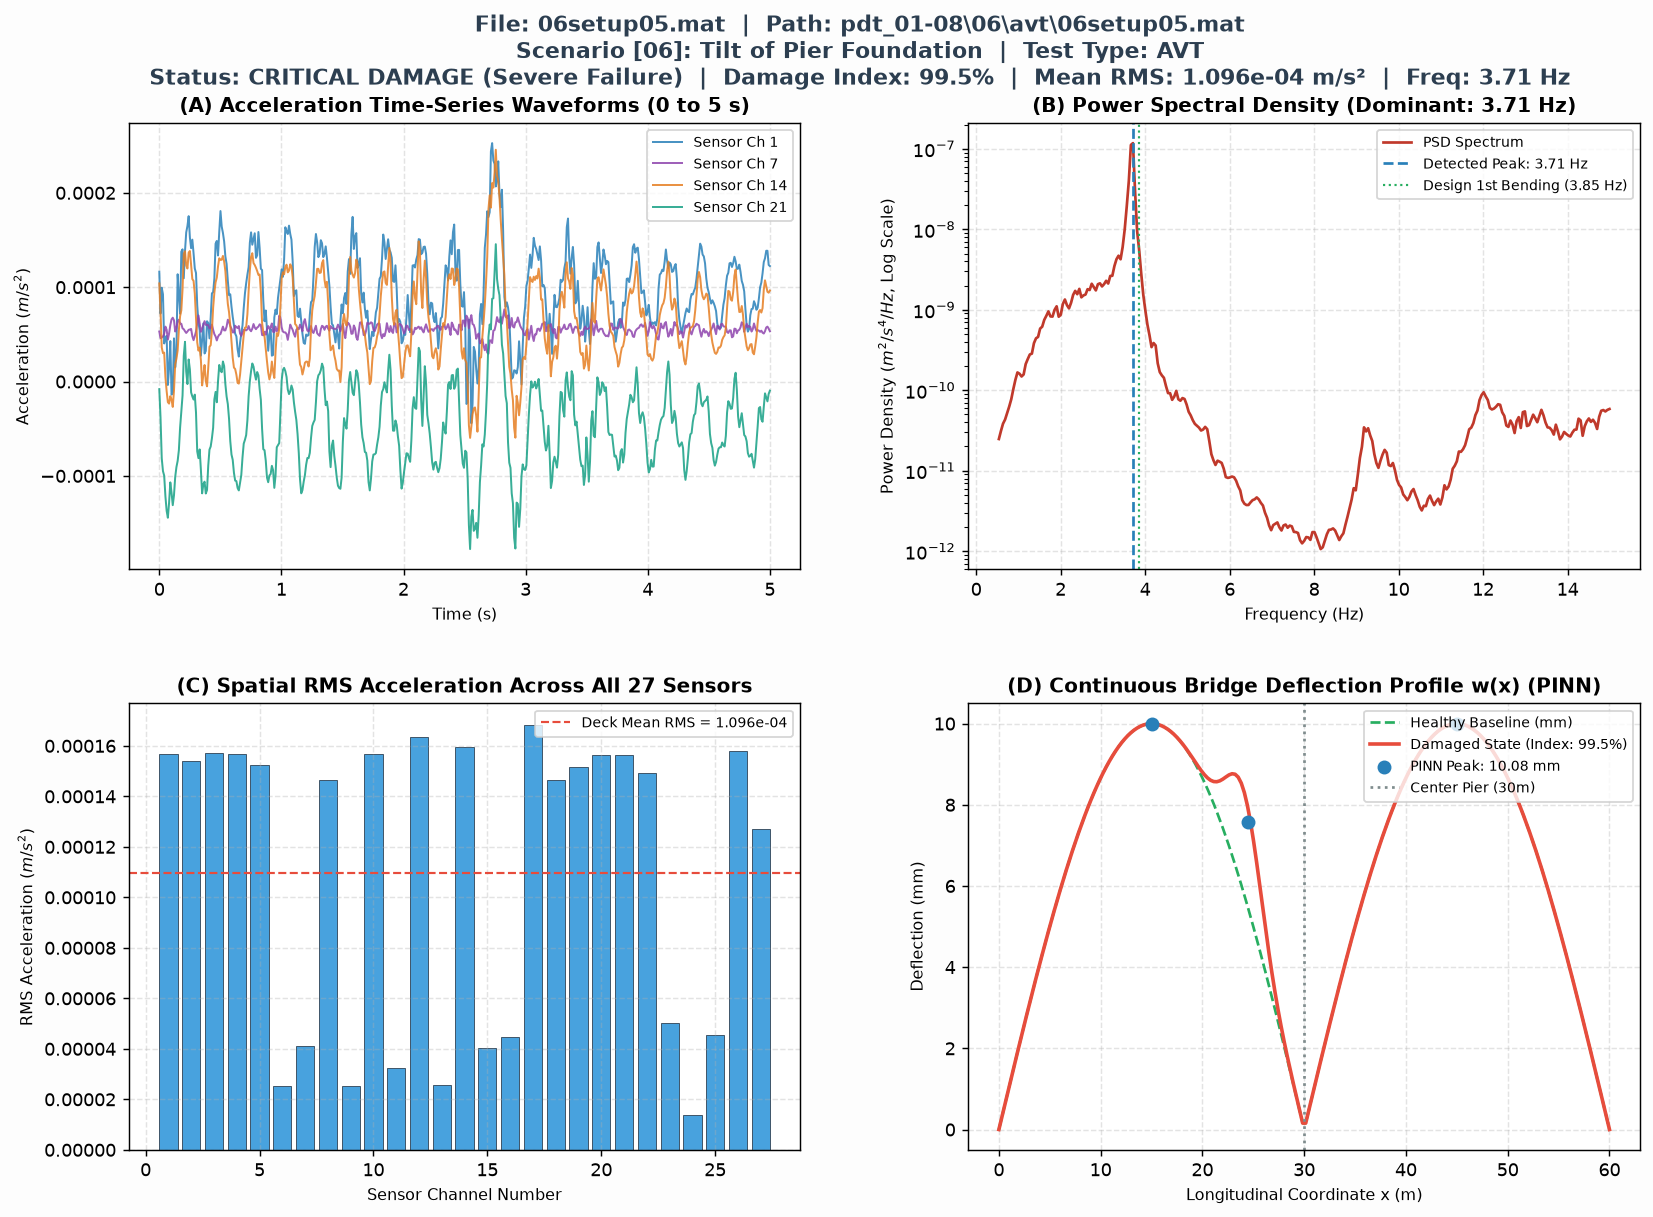 File: 06setup05.mat | Path: pdt_01-08\06\avt\06setup05.mat
Scenario [06]: Tilt of Pier Foundation | Test Type: AVT
Status: CRITICAL DAMAGE (Severe Failure) | Damage Index: 99.5% | Mean RMS: 1.096e-04 m/s² | Freq: 3.71 Hz
(A) Acceleration Time-Series Waveforms (0 to 5 s)
Sensor Ch 1
Sensor Ch 7
Sensor Ch 14
Sensor Ch 21
Acceleration (m/s²)
0.0002
0.0001
0.0000
−0.0001
0 1 2 3 4 5
Time (s)
(B) Power Spectral Density (Dominant: 3.71 Hz)
PSD Spectrum
Detected Peak: 3.71 Hz
Design 1st Bending (3.85 Hz)
Power Density (m²/s⁴/Hz, Log Scale)
10⁻⁷
10⁻⁸
10⁻⁹
10⁻¹⁰
10⁻¹¹
10⁻¹²
0 2 4 6 8 10 12 14
Frequency (Hz)
(C) Spatial RMS Acceleration Across All 27 Sensors
Deck Mean RMS = 1.096e-04
RMS Acceleration (m/s²)
0.00016
0.00014
0.00012
0.00010
0.00008
0.00006
0.00004
0.00002
0.00000
0 5 10 15 20 25
Sensor Channel Number
(D) Continuous Bridge Deflection Profile w(x) (PINN)
Healthy Baseline (mm)
Damaged State (Index: 99.5%)
PINN Peak: 10.08 mm
Center Pier (30m)
Deflection (mm)
10
8
6
4
2
0
0 10 20 30 40 50 60
Longitudinal Coordinate x (m)